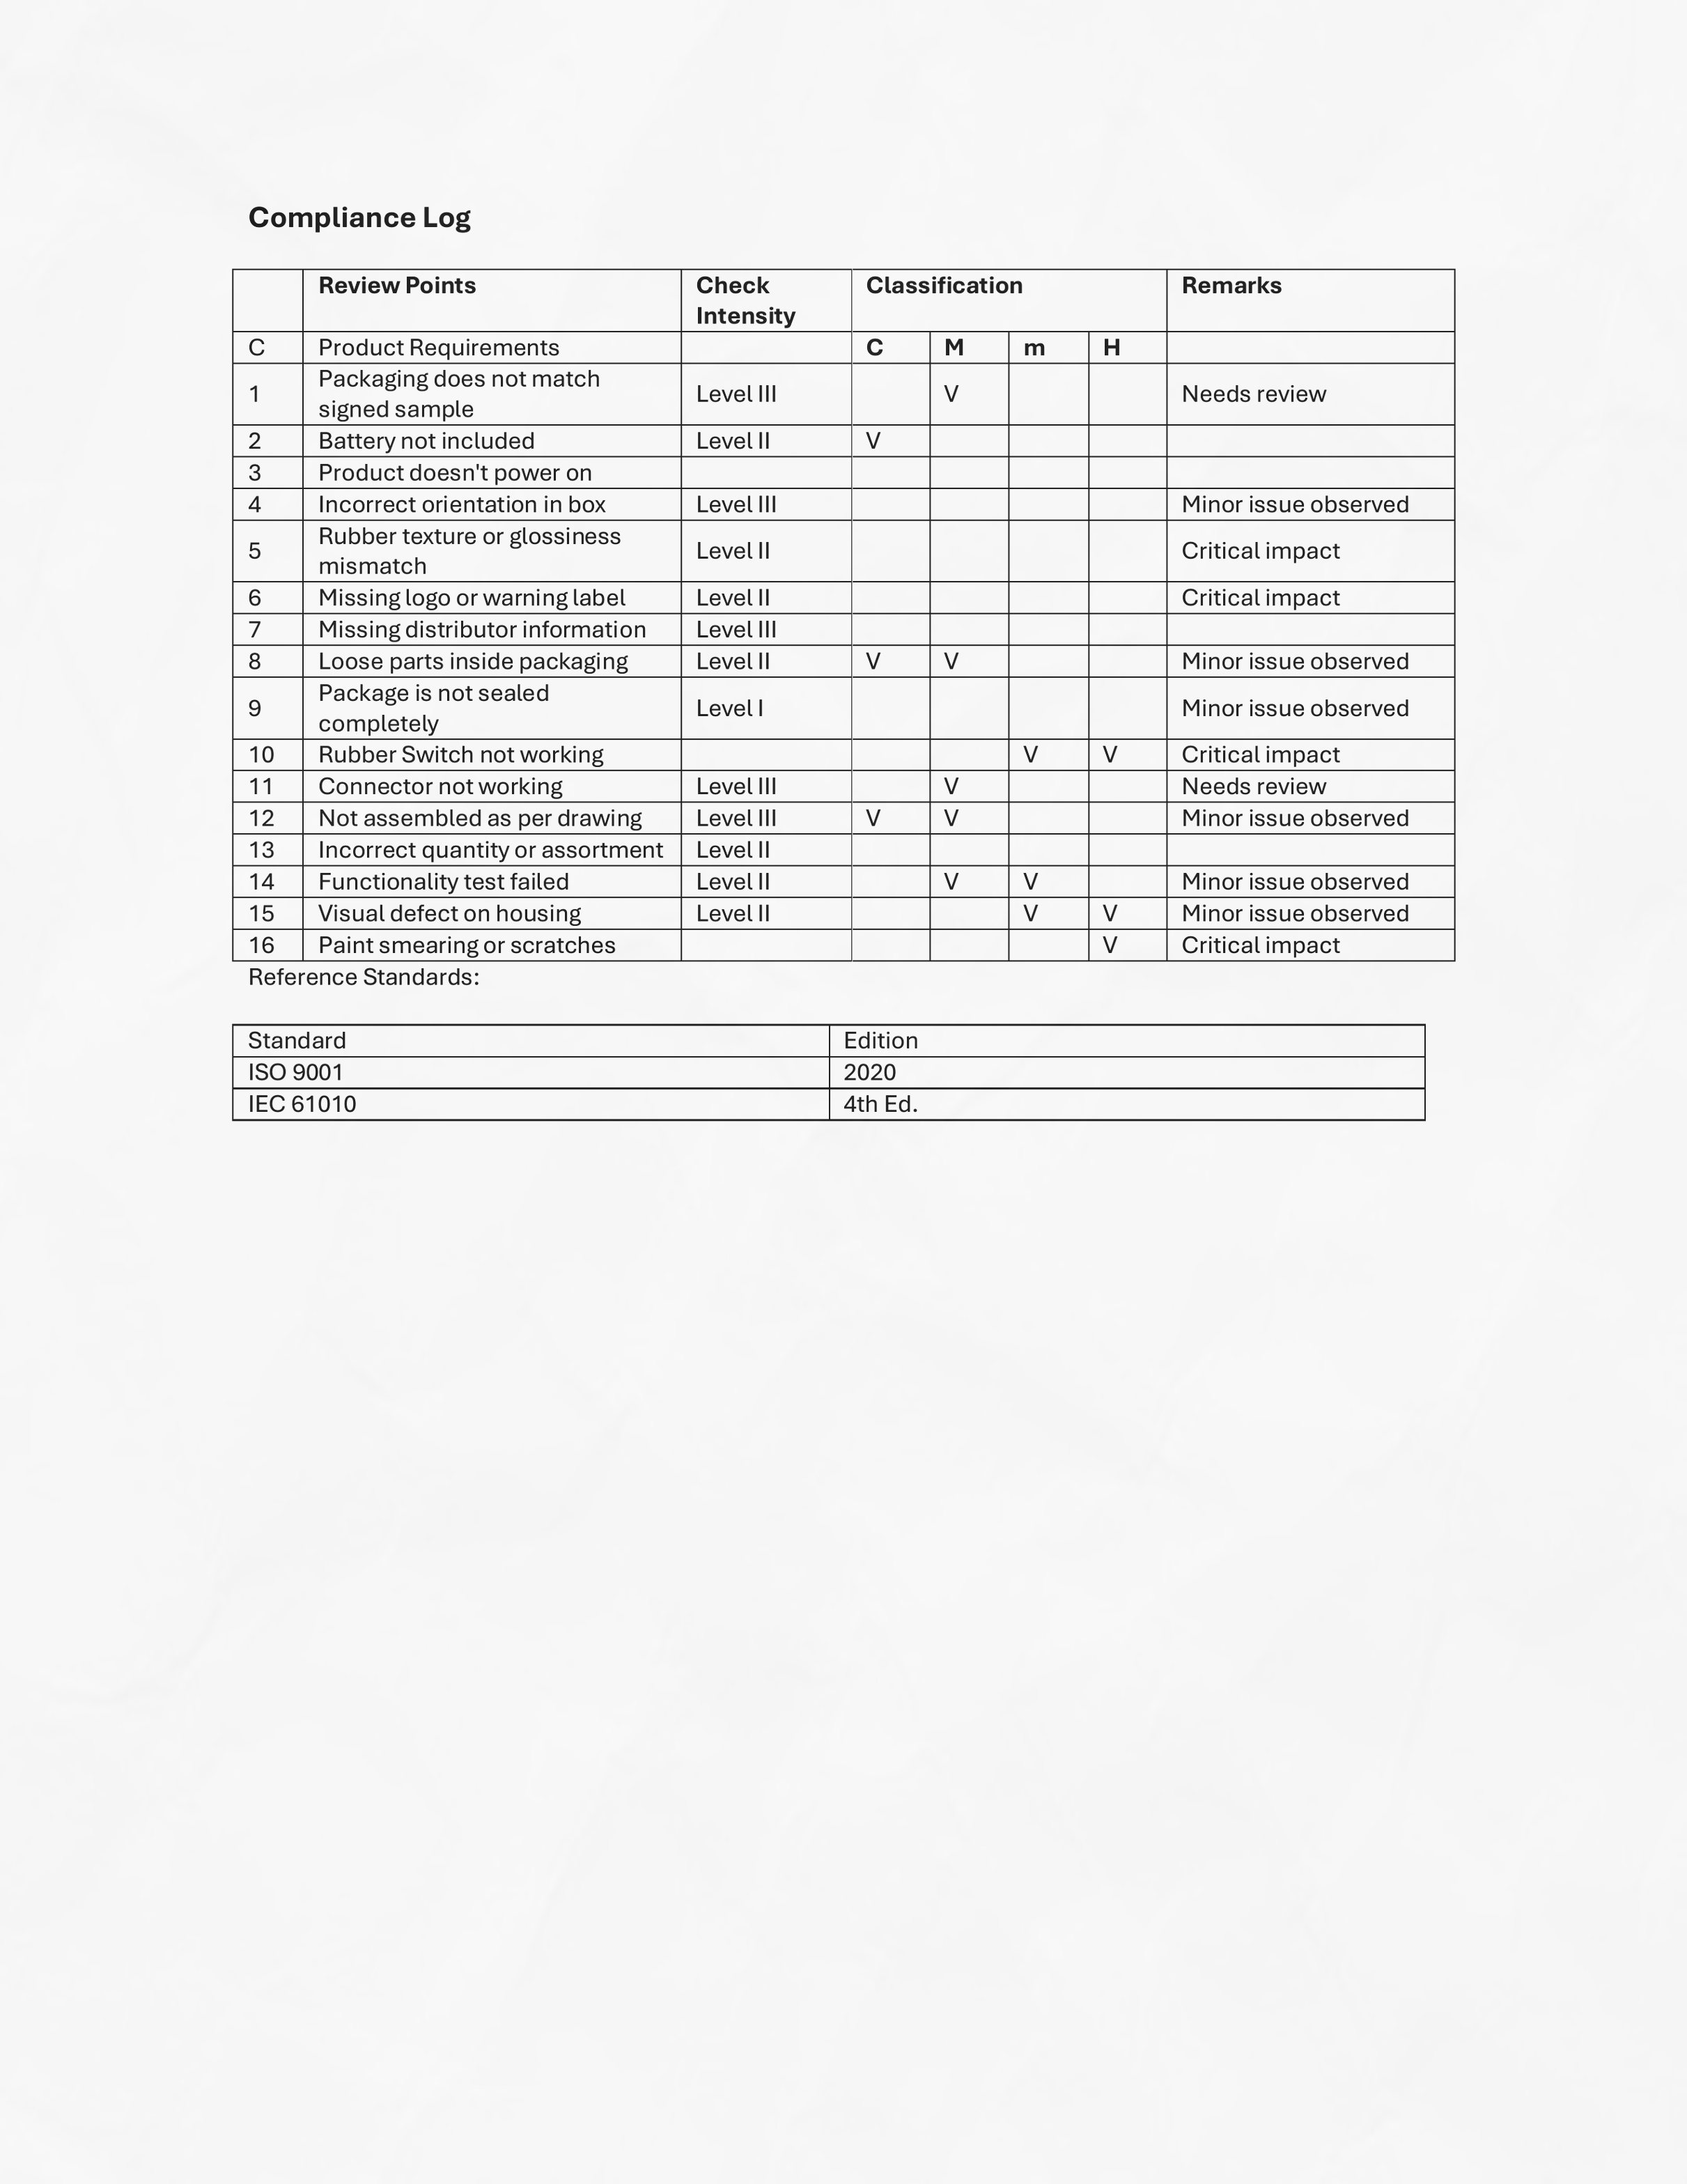 Compliance Log
Review Points Check Classification Remarks
Intensity
C Product Requirements C M m H
Packaging does not match
1 Level III V Needs review
signed sample
2 Battery not included Level II V
3 Product doesn't power on
4 Incorrect orientation in box Level III Minor issue observed
Rubber texture or glossiness
5 Level II Critical impact
mismatch
6 Missing logo or warning label Level II Critical impact
7 Missing distributor information Level III
8 Loose parts inside packaging Level II V V Minor issue observed
Package is not sealed
9 Level I Minor issue observed
completely
10 Rubber Switch not working V V Critical impact
11 Connector not working Level III V Needs review
12 Not assembled as per drawing Level III V V Minor issue observed
13 Incorrect quantity or assortment Level II
14 Functionality test failed Level II V V Minor issue observed
15 Visual defect on housing Level II V V Minor issue observed
16 Paint smearing or scratches V Critical impact
Reference Standards:
Standard Edition
ISO 9001 2020
IEC 61010 4th Ed.